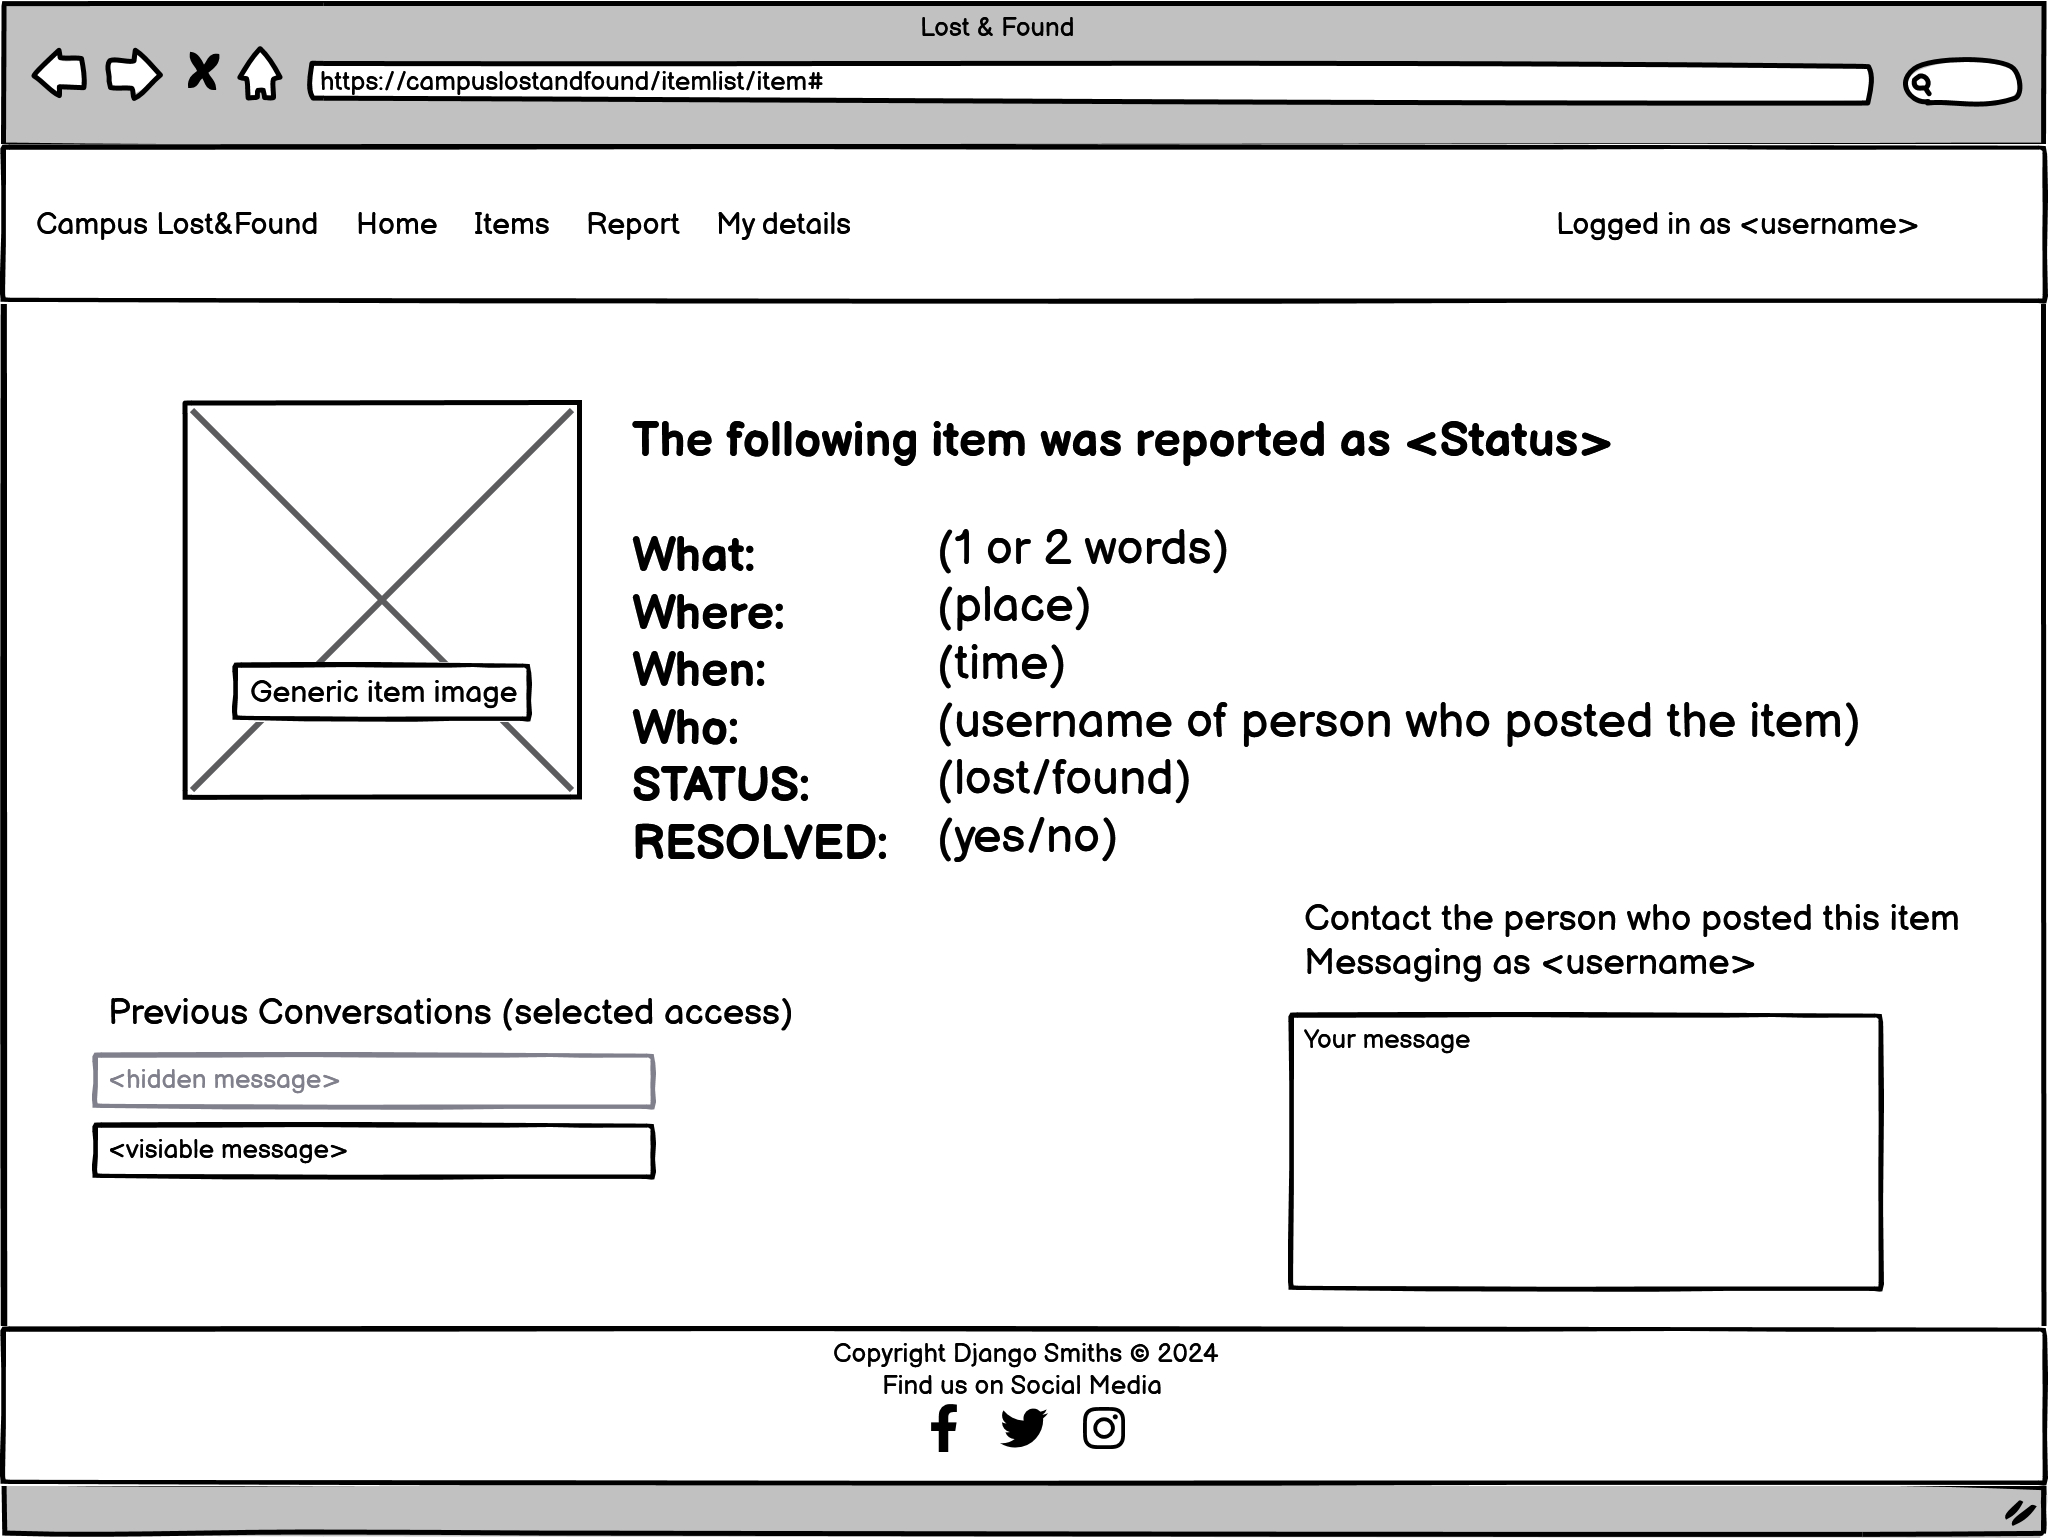 Lost & Found
https://campuslostandfound/itemlist/item#
Campus Lost&Found Home Items Report My details Logged in as <username>
The following item was reported as <Status>
Generic item image
What: (1 or 2 words)
Where: (place)
When: (time)
Who: (username of person who posted the item)
STATUS: (lost/found)
RESOLVED: (yes/no)
Contact the person who posted this item
Messaging as <username>
Your message
Previous Conversations (selected access)
<hidden message>
<visiable message>
Copyright Django Smiths © 2024
Find us on Social Media